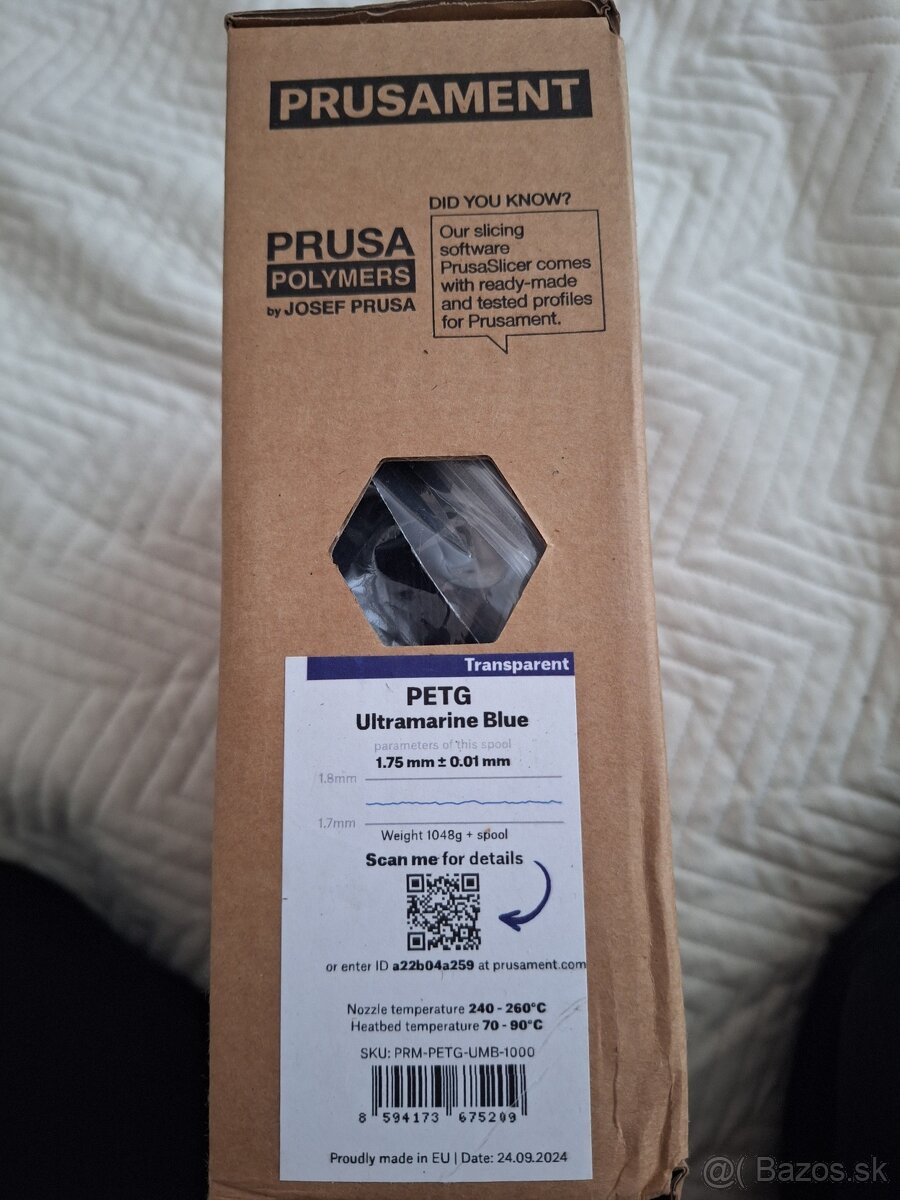 PRUSAMENT
DID YOU KNOW?
PRUSA
POLYMERS
by JOSEF PRUSA
Our slicing
software
PrusaSlicer comes
with ready-made
and tested profiles
for Prusament.
Transparent
PETG
Ultramarine Blue
parameters of this spool
1.75 mm ± 0.01 mm
1.8mm
1.7mm
Weight 1048g + spool
Scan me for details
or enter ID a22b04a259 at prusament.com
Nozzle temperature 240 - 260°C
Heatbed temperature 70 - 90°C
SKU: PRM-PETG-UMB-1000
8 594173 675209
Proudly made in EU | Date: 24.09.2024
@( Bazos.sk